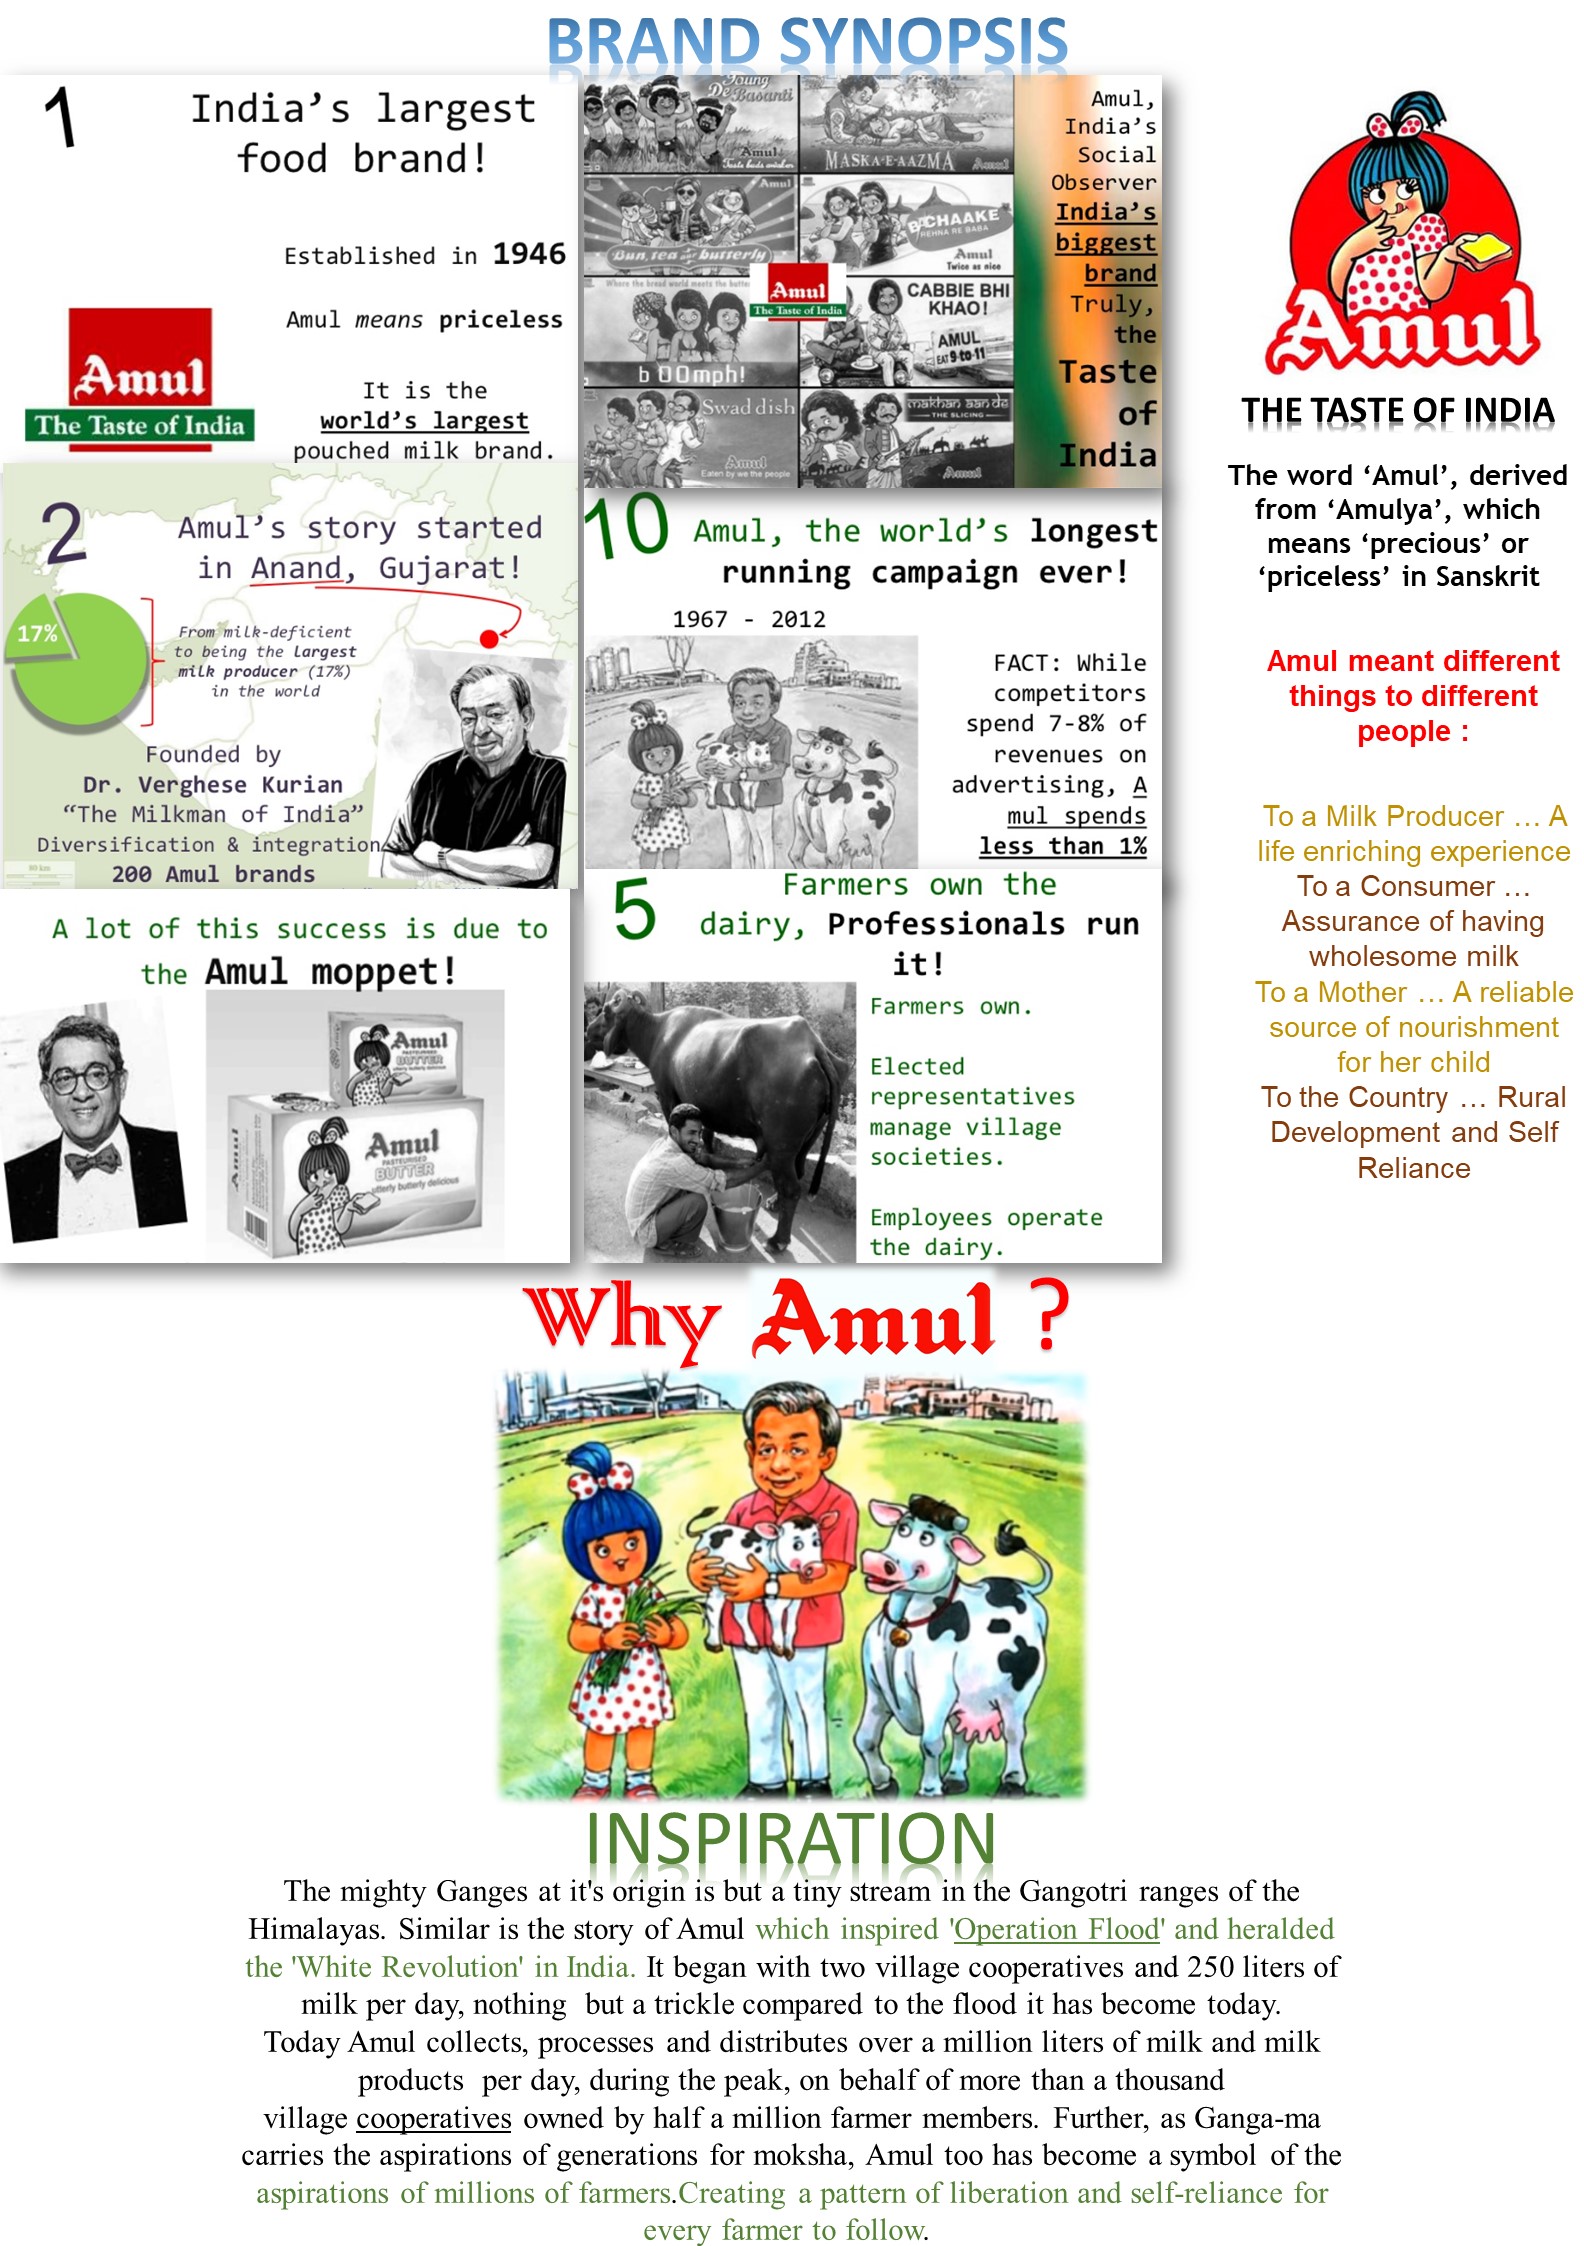 BRAND SYNOPSIS
1
India's largest
food brand!
Established in 1946
Amul means priceless
It is the
world's largest
pouched milk brand.
Amul
The Taste of India
Young
De Basanti
Amul
Taste bada wicket
MASKA-E-AAZMA
Amul
Amul
Bun, tea aur butterly
B CHAAKE
REHNA RE BABA
Amul
Twice as nice
Where the bread world meets the butter
b OOmph!
CABBIE BHI
KHAO!
AMUL
EAT 9-to-11
Swad dish
Amul
Eaten by we the people
makhan aan de
THE SLICING
Amul
Amul
The Taste of India
Amul,
India's
Social
Observer
India's
biggest
brand
Truly,
the
Taste
of
India
2
Amul's story started
in Anand, Gujarat!
17%
From milk-deficient
to being the largest
milk producer (17%)
in the world
Founded by
Dr. Verghese Kurian
“The Milkman of India”
Diversification & integration
200 Amul brands
80 km
10
Amul, the world's longest
running campaign ever!
1967 - 2012
FACT: While
competitors
spend 7-8% of
revenues on
advertising, A
mul spends
less than 1%
A lot of this success is due to
the Amul moppet!
Amul
PASTEURISED
BUTTER
utterly butterly delicious
Amul
Amul
PASTEURISED
BUTTER
utterly butterly delicious
5
Farmers own the
dairy, Professionals run
it!
Farmers own.
Elected
representatives
manage village
societies.
Employees operate
the dairy.
Amul
THE TASTE OF INDIA
The word ‘Amul’, derived
from ‘Amulya’, which
means ‘precious’ or
‘priceless’ in Sanskrit
Amul meant different
things to different
people :
To a Milk Producer … A
life enriching experience
To a Consumer …
Assurance of having
wholesome milk
To a Mother … A reliable
source of nourishment
for her child
To the Country … Rural
Development and Self
Reliance
Why Amul ?
INSPIRATION
The mighty Ganges at it's origin is but a tiny stream in the Gangotri ranges of the
Himalayas. Similar is the story of Amul which inspired 'Operation Flood' and heralded
the 'White Revolution' in India. It began with two village cooperatives and 250 liters of
milk per day, nothing but a trickle compared to the flood it has become today.
Today Amul collects, processes and distributes over a million liters of milk and milk
products per day, during the peak, on behalf of more than a thousand
village cooperatives owned by half a million farmer members. Further, as Ganga-ma
carries the aspirations of generations for moksha, Amul too has become a symbol of the
aspirations of millions of farmers.Creating a pattern of liberation and self-reliance for
every farmer to follow.